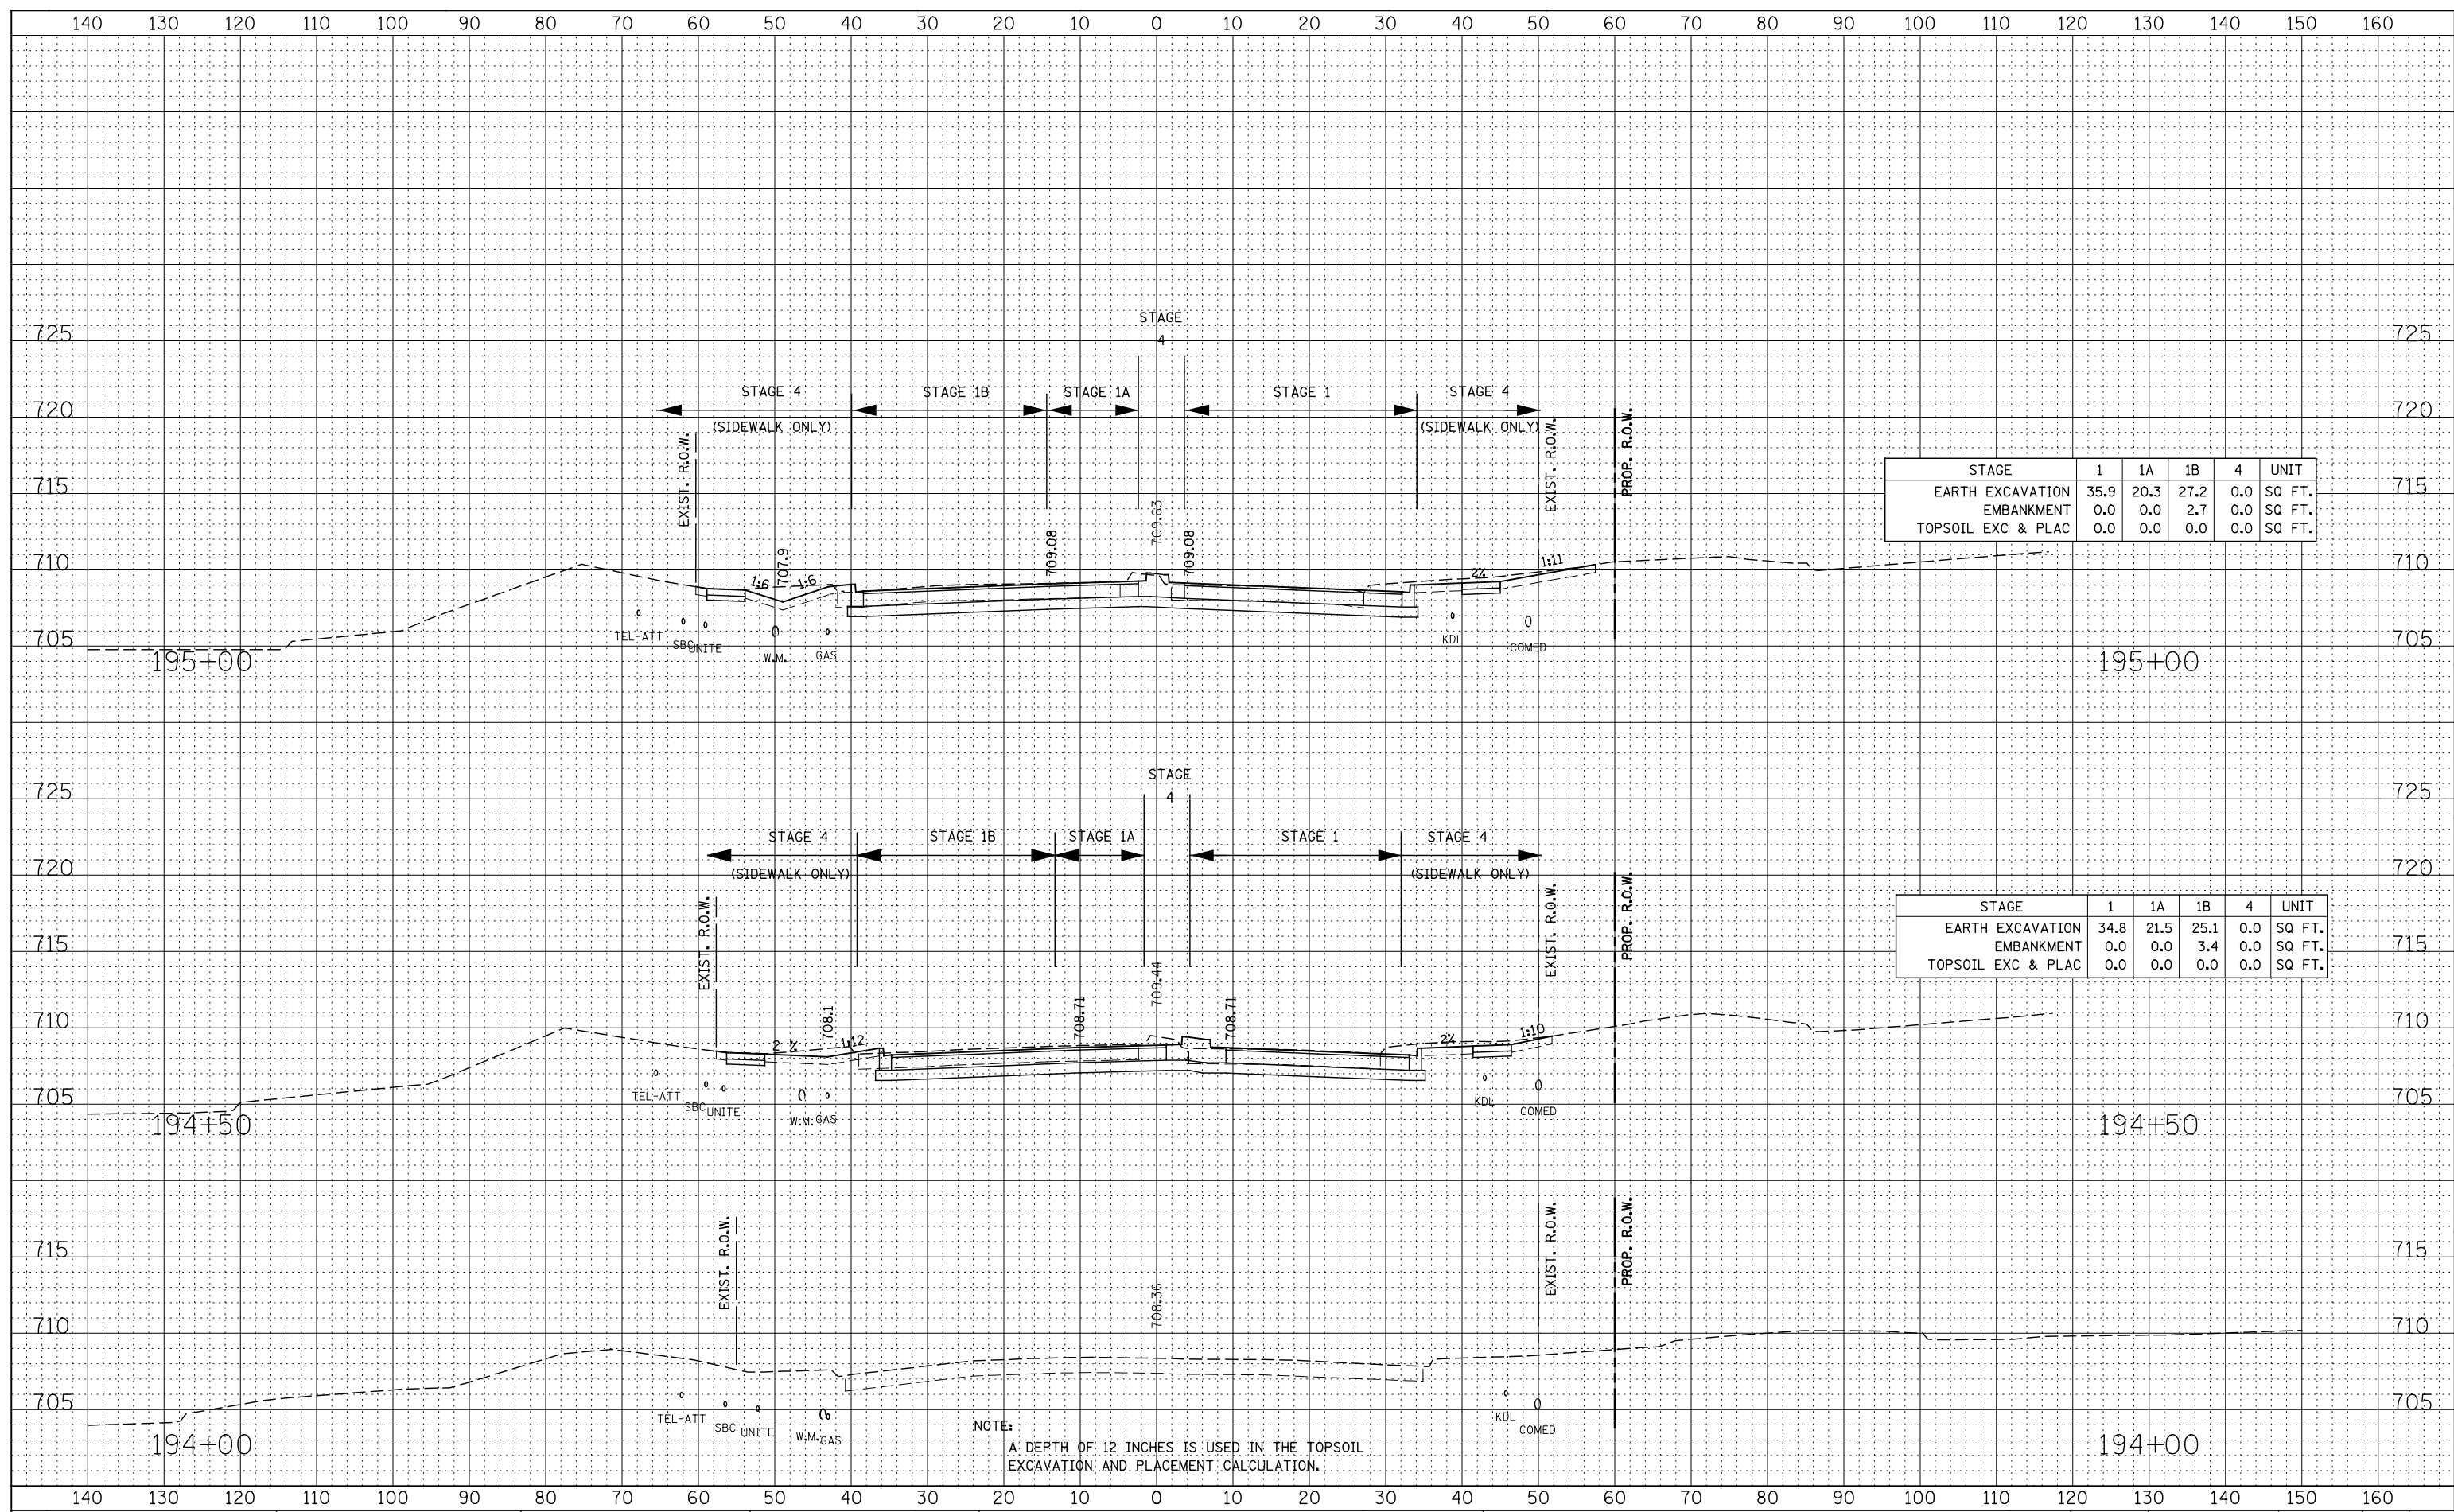 140 130 120 110 100 90 80 70 60 50 40 30 20 10 0 10 20 30 40 50 60 70 80 90 100 110 120 130 140 150 160
STAGE
725 4 725
STAGE 4 STAGE 1B STAGE 1A STAGE 1 STAGE 4
720 720
(SIDEWALK ONLY) (SIDEWALK ONLY)
EXIST. R.O.W. EXIST. R.O.W. PROP. R.O.W.
715 715
STAGE 1 1A 1B 4 UNIT
EARTH EXCAVATION 35.9 20.3 27.2 0.0 SQ FT.
EMBANKMENT 0.0 0.0 2.7 0.0 SQ FT.
TOPSOIL EXC & PLAC 0.0 0.0 0.0 0.0 SQ FT.
707.9 709.08 709.63 709.08
710 1:6 1:6 2% 1:11 710
705 TEL-ATT SBC UNITE W.M. GAS KDL COMED 705
195+00 195+00
STAGE
725 4 725
STAGE 4 STAGE 1B STAGE 1A STAGE 1 STAGE 4
720 (SIDEWALK ONLY) (SIDEWALK ONLY) 720
EXIST. R.O.W. EXIST. R.O.W. PROP. R.O.W.
715 715
STAGE 1 1A 1B 4 UNIT
EARTH EXCAVATION 34.8 21.5 25.1 0.0 SQ FT.
EMBANKMENT 0.0 0.0 3.4 0.0 SQ FT.
TOPSOIL EXC & PLAC 0.0 0.0 0.0 0.0 SQ FT.
708.1 708.71 709.44 708.71
710 2 % 1:12 2% 1:10 710
705 TEL-ATT SBC UNITE W.M. GAS KDL COMED 705
194+50 194+50
EXIST. R.O.W. EXIST. R.O.W. PROP. R.O.W.
715 715
708.36
710 710
705 705
TEL-ATT SBC UNITE W.M. GAS KDL COMED
194+00 194+00
NOTE:
A DEPTH OF 12 INCHES IS USED IN THE TOPSOIL
EXCAVATION AND PLACEMENT CALCULATION.
140 130 120 110 100 90 80 70 60 50 40 30 20 10 0 10 20 30 40 50 60 70 80 90 100 110 120 130 140 150 160